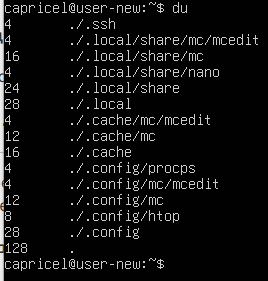 capricel@user-new:~$ du
4 ./.ssh
4 ./.local/share/mc/mcedit
16 ./.local/share/mc
4 ./.local/share/nano
24 ./.local/share
28 ./.local
4 ./.cache/mc/mcedit
12 ./.cache/mc
16 ./.cache
4 ./.config/procps
4 ./.config/mc/mcedit
12 ./.config/mc
8 ./.config/htop
28 ./.config
128 .
capricel@user-new:~$